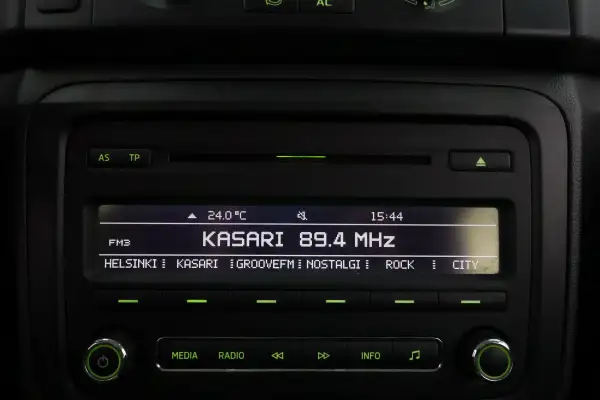 AC
AS TP
24.0°C 15:44
FM3 KASARI 89.4 MHz
HELSINKI KASARI GROOVEFM NOSTALGI ROCK CITY
MEDIA RADIO INFO